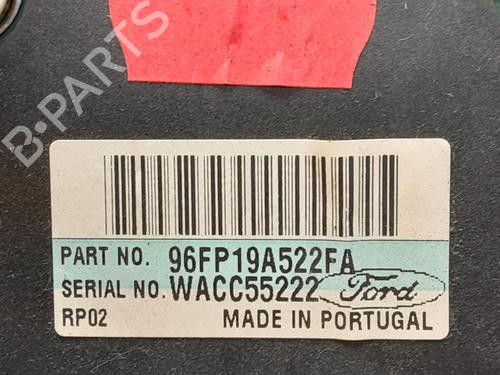 B-PARTS
PART NO. 96FP19A522FA
SERIAL NO. WACC55222 Ford
RP02 MADE IN PORTUGAL